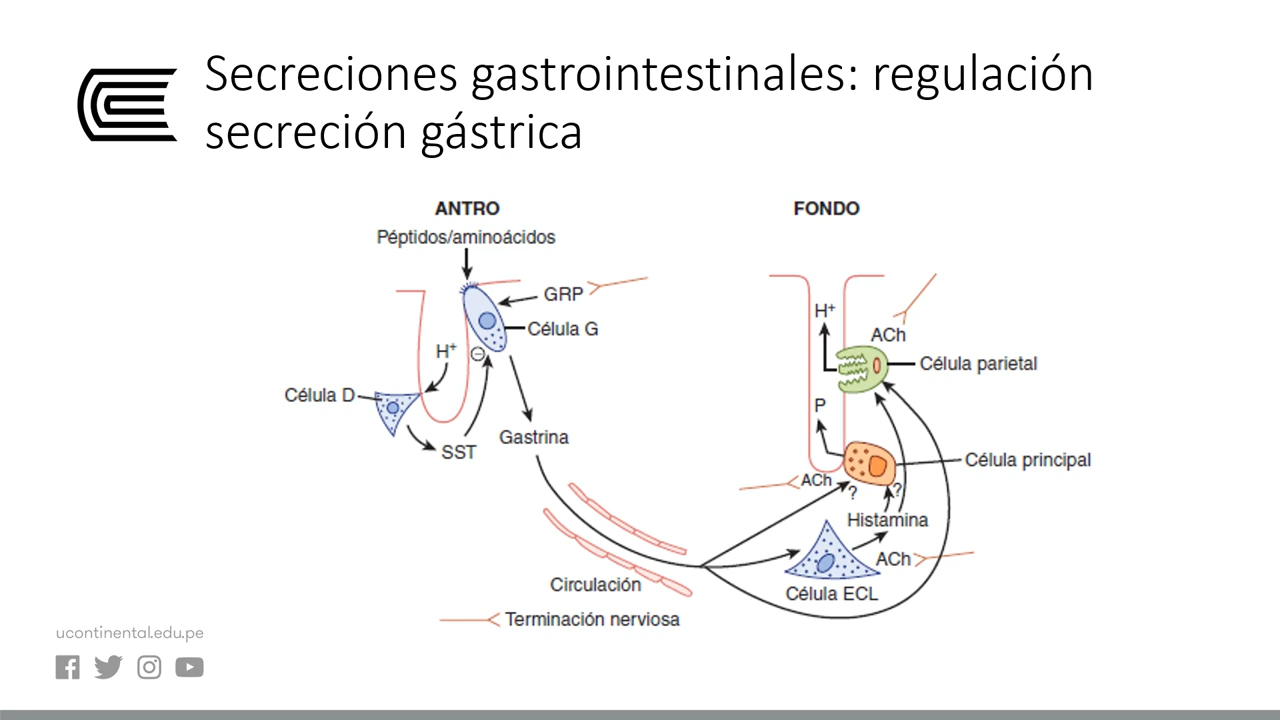 Secreciones gastrointestinales: regulación
secreción gástrica
ANTRO
Péptidos/aminoácidos
GRP
Célula G
H+
Célula D
SST
Gastrina
Circulación
Terminación nerviosa
FONDO
H+
ACh
Célula parietal
P
Célula principal
ACh
?
?
Histamina
ACh
Célula ECL
ucontinental.edu.pe